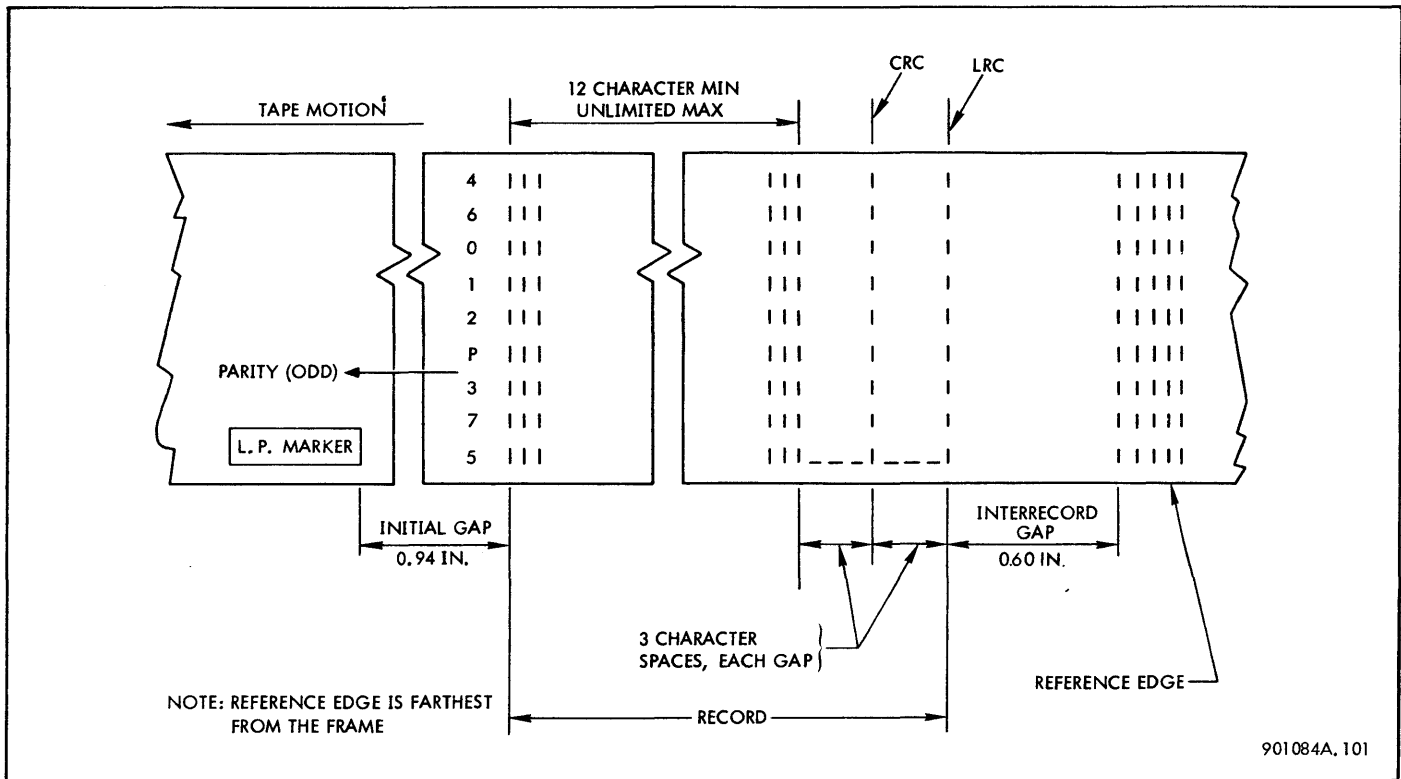 CRC
LRC
12 CHARACTER MIN
UNLIMITED MAX
TAPE MOTION
4
6
0
1
2
P
PARITY (ODD)
3
7
L.P. MARKER
5
INITIAL GAP
0.94 IN.
INTERRECORD
GAP
0.60 IN.
3 CHARACTER
SPACES, EACH GAP
REFERENCE EDGE
NOTE: REFERENCE EDGE IS FARTHEST
FROM THE FRAME
RECORD
901084A.101